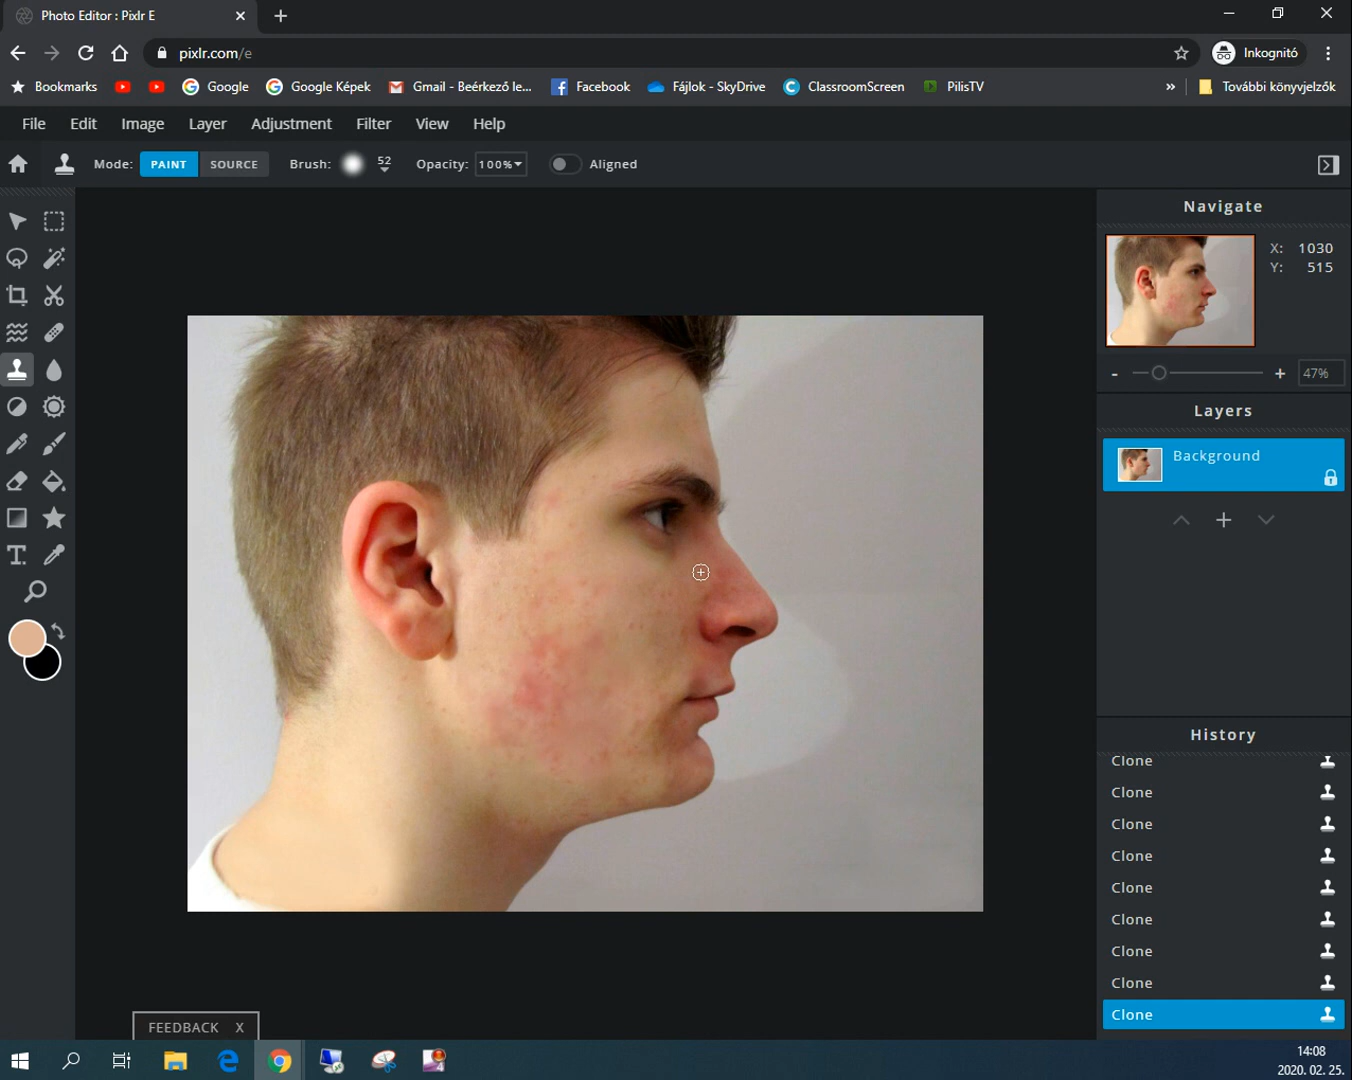 Photo Editor : Pixlr E
pixlr.com/e
Inkognitó
Bookmarks Google Google Képek Gmail - Beérkező le... Facebook Fájlok - SkyDrive ClassroomScreen PilisTV » További könyvjelzők
File Edit Image Layer Adjustment Filter View Help
Mode: PAINT SOURCE Brush: 52 Opacity: 100% Aligned
Navigate
X: 1030
Y: 515
- + 47%
Layers
Background
History
Clone
Clone
Clone
Clone
Clone
Clone
Clone
Clone
Clone
FEEDBACK X
14:08
2020. 02. 25.